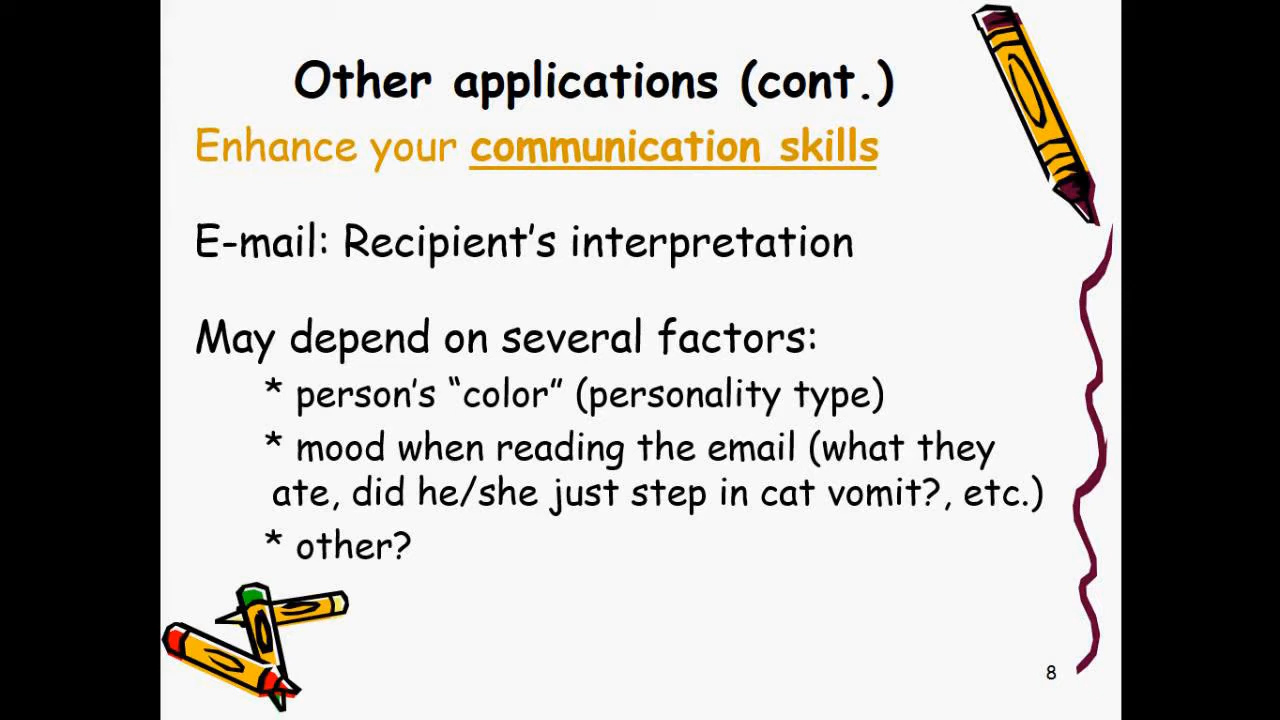 Other applications (cont.)
Enhance your communication skills
E-mail: Recipient’s interpretation
May depend on several factors:
* person’s “color” (personality type)
* mood when reading the email (what they
ate, did he/she just step in cat vomit?, etc.)
* other?
8